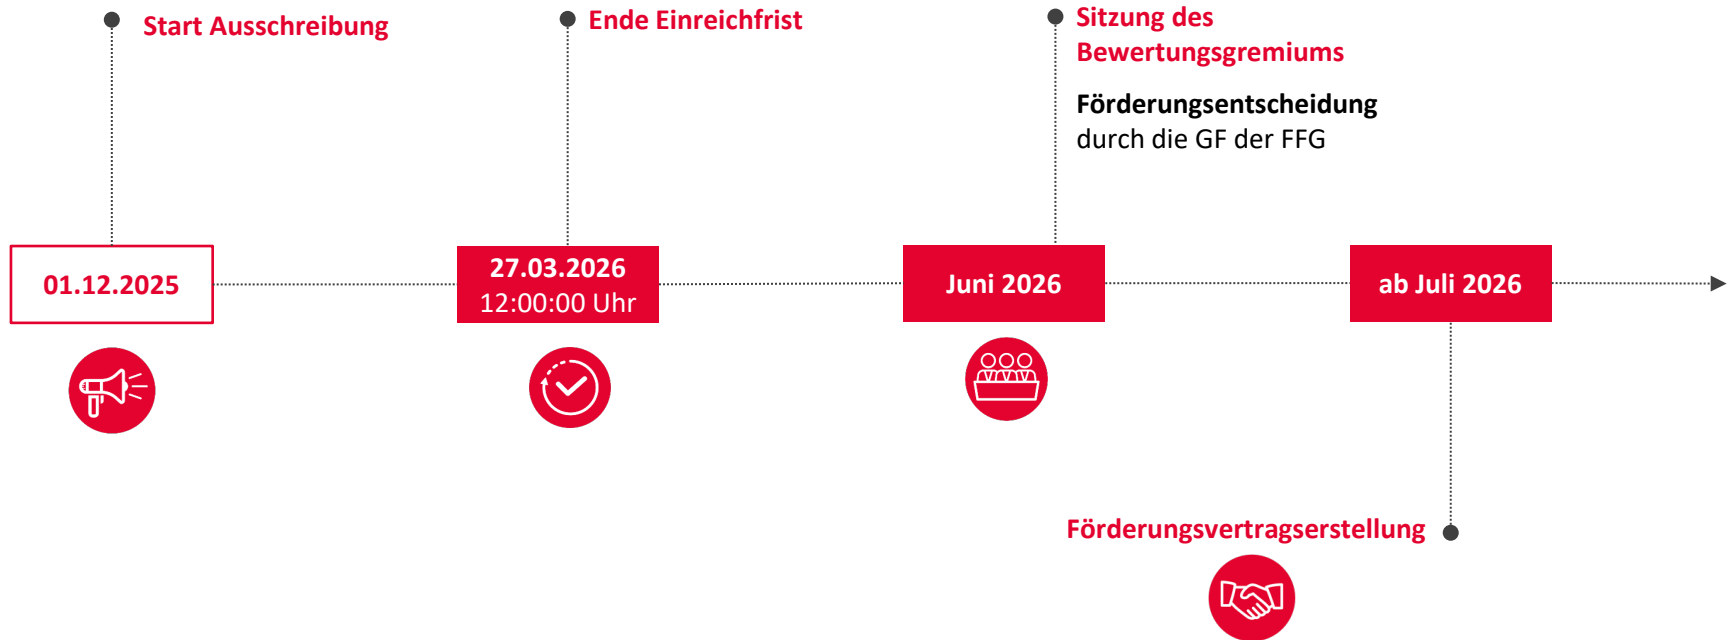 Start Ausschreibung
Ende Einreichfrist
Sitzung des
Bewertungsgremiums
Förderungsentscheidung
durch die GF der FFG
01.12.2025
27.03.2026
12:00:00 Uhr
Juni 2026
ab Juli 2026
Förderungsvertragserstellung